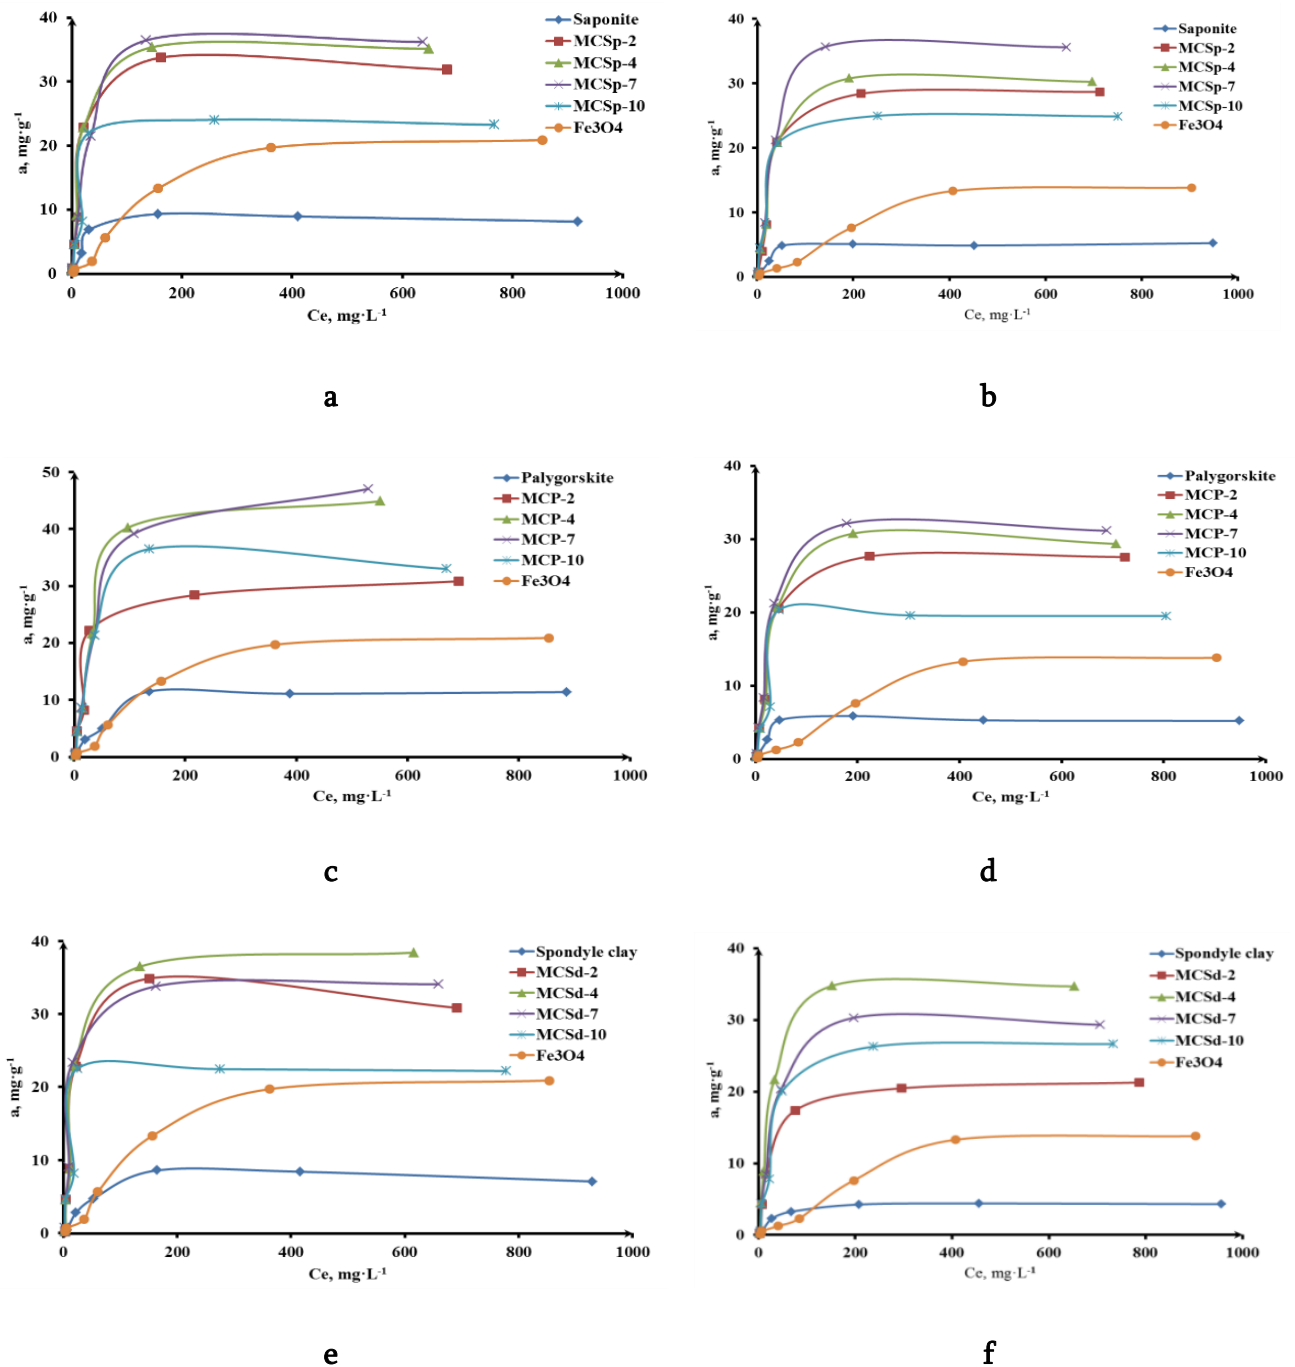 40
30
20
10
0
a, mg·g⁻¹
0 200 400 600 800 1000
Ce, mg·L⁻¹
Saponite
MCSp-2
MCSp-4
MCSp-7
MCSp-10
Fe3O4
a
40
30
20
10
0
a, mg·g⁻¹
0 200 400 600 800 1000
Ce, mg·L⁻¹
Saponite
MCSp-2
MCSp-4
MCSp-7
MCSp-10
Fe3O4
b
50
40
30
20
10
0
a, mg·g⁻¹
0 200 400 600 800 1000
Ce, mg·L⁻¹
Palygorskite
MCP-2
MCP-4
MCP-7
MCP-10
Fe3O4
c
40
30
20
10
0
a, mg·g⁻¹
0 200 400 600 800 1000
Ce, mg·L⁻¹
Palygorskite
MCP-2
MCP-4
MCP-7
MCP-10
Fe3O4
d
40
30
20
10
0
a, mg·g⁻¹
0 200 400 600 800 1000
Ce, mg·L⁻¹
Spondyle clay
MCSd-2
MCSd-4
MCSd-7
MCSd-10
Fe3O4
e
40
30
20
10
0
a, mg·g⁻¹
0 200 400 600 800 1000
Ce, mg·L⁻¹
Spondyle clay
MCSd-2
MCSd-4
MCSd-7
MCSd-10
Fe3O4
f